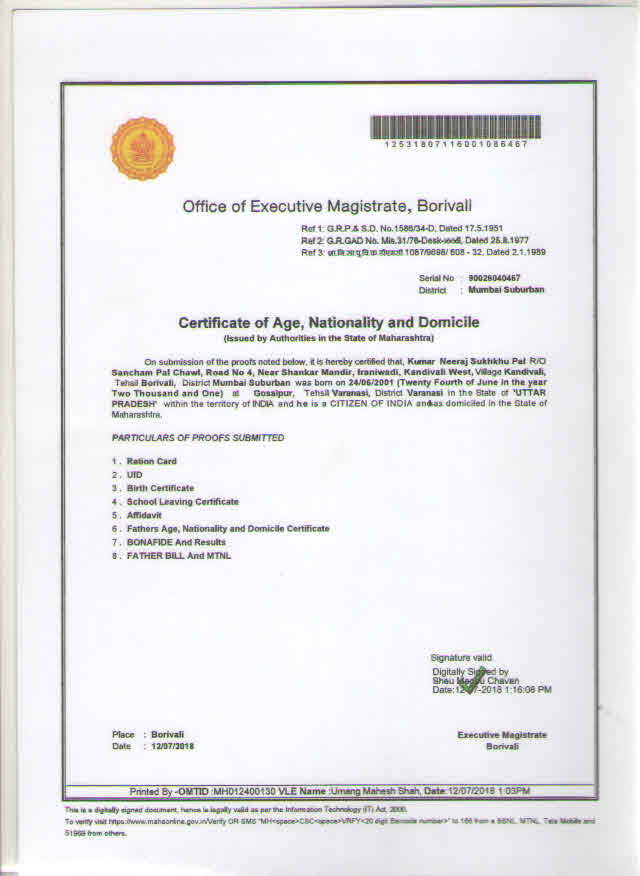 12531807116001086467
Office of Executive Magistrate, Borivali
Ref 1: G.R.P.& S.D. No.1586/34-D, Dated 17.5.1951
Ref 2: G.R.GAD No. Mis.31/76-Desk- Dated 25.8.1977
Ref 3: 1087/9698/ 608 - 32, Dated 2.1.1989
Serial No : 90026040467
District : Mumbai Suburban
Certificate of Age, Nationality and Domicile
(Issued by Authorities in the State of Maharashtra)
On submission of the proofs noted below, it is hereby certified that, Kumar Neeraj Sukhkhu Pal R/O
Sancham Pal Chawl, Road No 4, Near Shankar Mandir, Iraniwadi, Kandivali West, Village Kandivali,
Tehsil Borivali, District Mumbai Suburban was born on 24/06/2001 (Twenty Fourth of June in the year
Two Thousand and One) at Gosaipur, Tehsil Varanasi, District Varanasi in the State of 'UTTAR
PRADESH' within the territory of INDIA and he is a CITIZEN OF INDIA and has domiciled in the State of
Maharashtra.
PARTICULARS OF PROOFS SUBMITTED
1 . Ration Card
2 . UID
3 . Birth Certificate
4 . School Leaving Certificate
5 . Affidavit
6 . Fathers Age, Nationality and Domicile Certificate
7 . BONAFIDE And Results
8 . FATHER BILL And MTNL
Signature valid
Digitally Signed by
Chavan
Date:12-07-2018 1:16:08 PM
Place : Borivali
Date : 12/07/2018
Executive Magistrate
Borivali
Printed By -OMTID :MH012400130 VLE Name :Umang Mahesh Shah, Date:12/07/2018 1:03PM
This is a digitally signed document, hence is legally valid as per the Information Technology (IT) Act, 2000.
To verify visit https://www.mahaonline.gov.in/Verify OR SMS "MH<space>CSC<space>VRFY<20 digit Barcode number>" to 166 from a BSNL, MTNL, Tata Mobile and
51969 from others.